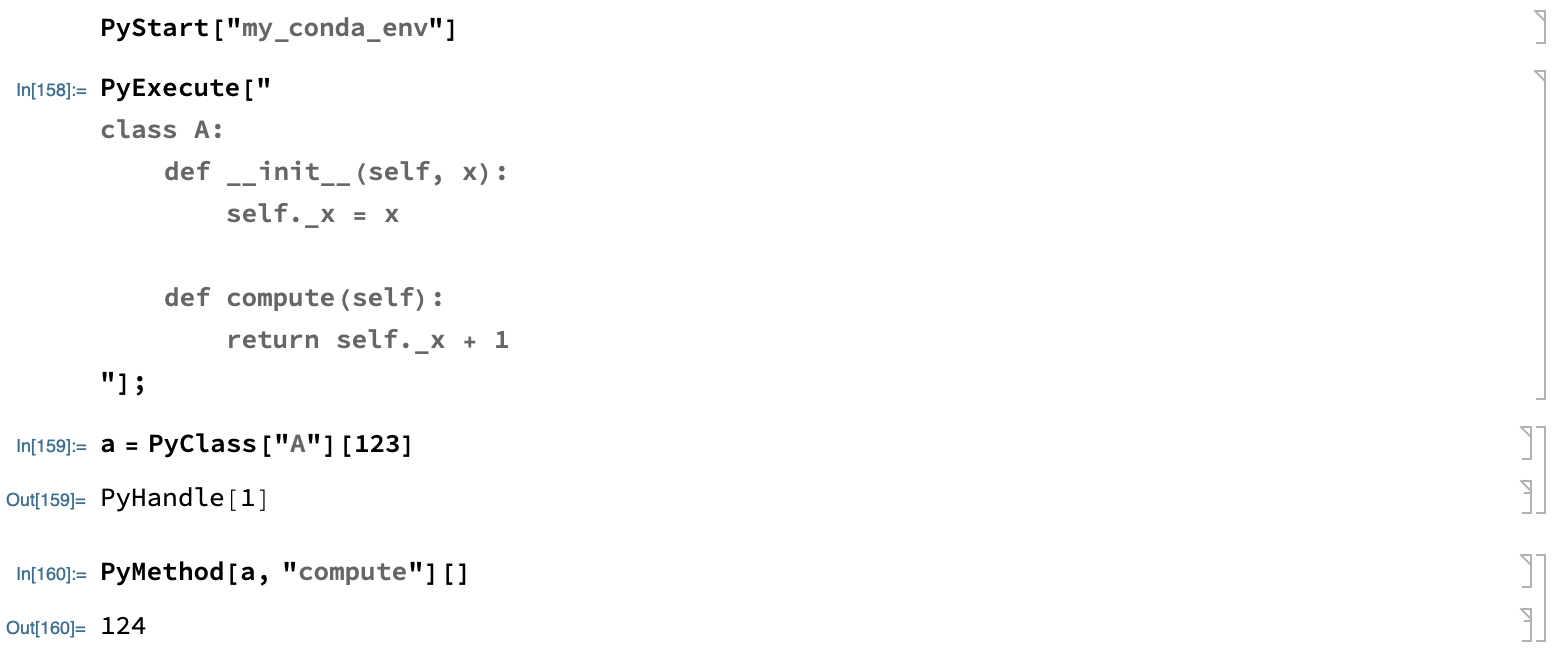 PyStart["my_conda_env"]
In[158]:= PyExecute["
class A:
    def __init__(self, x):
        self._x = x

    def compute(self):
        return self._x + 1
"];
In[159]:= a = PyClass["A"][123]
Out[159]= PyHandle[1]
In[160]:= PyMethod[a, "compute"][]
Out[160]= 124